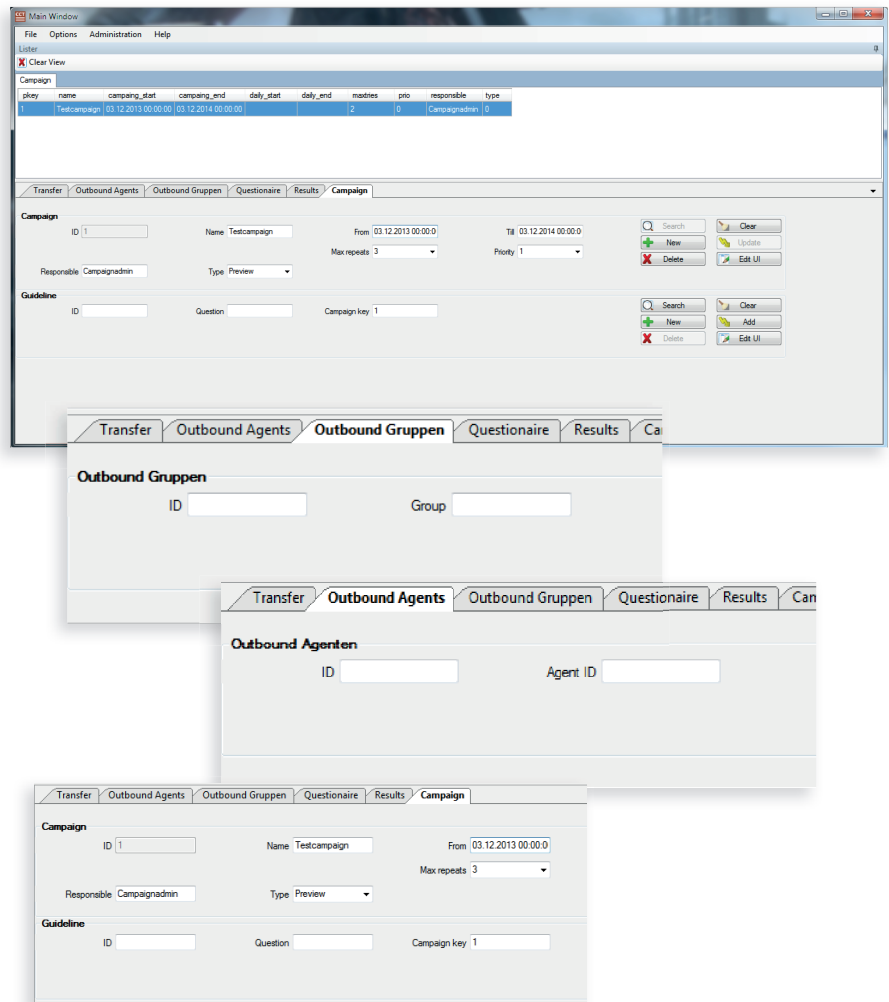 CCT Main Window
File Options Administration Help
Lister
Clear View
Campaign
pkey name campaing_start campaing_end daily_start daily_end maxtries prio responsible type
1 Testcampaign 03.12.2013 00:00:00 03.12.2014 00:00:00 2 0 Campaignadmin 0
Transfer Outbound Agents Outbound Gruppen Questionaire Results Campaign
Campaign
ID 1 Name Testcampaign From 03.12.2013 00:00:0 Till 03.12.2014 00:00:0 Search Clear
Max repeats 3 Priority 1 New Update
Responsible Campaignadmin Type Preview Delete Edit UI
Guideline
ID Question Campaign key 1 Search Clear
New Add
Delete Edit UI
Transfer Outbound Agents Outbound Gruppen Questionaire Results Ca
Outbound Gruppen
ID Group
Transfer Outbound Agents Outbound Gruppen Questionaire Results Cam
Outbound Agenten
ID Agent ID
Transfer Outbound Agents Outbound Gruppen Questionaire Results Campaign
Campaign
ID 1 Name Testcampaign From 03.12.2013 00:00:0
Max repeats 3
Responsible Campaignadmin Type Preview
Guideline
ID Question Campaign key 1